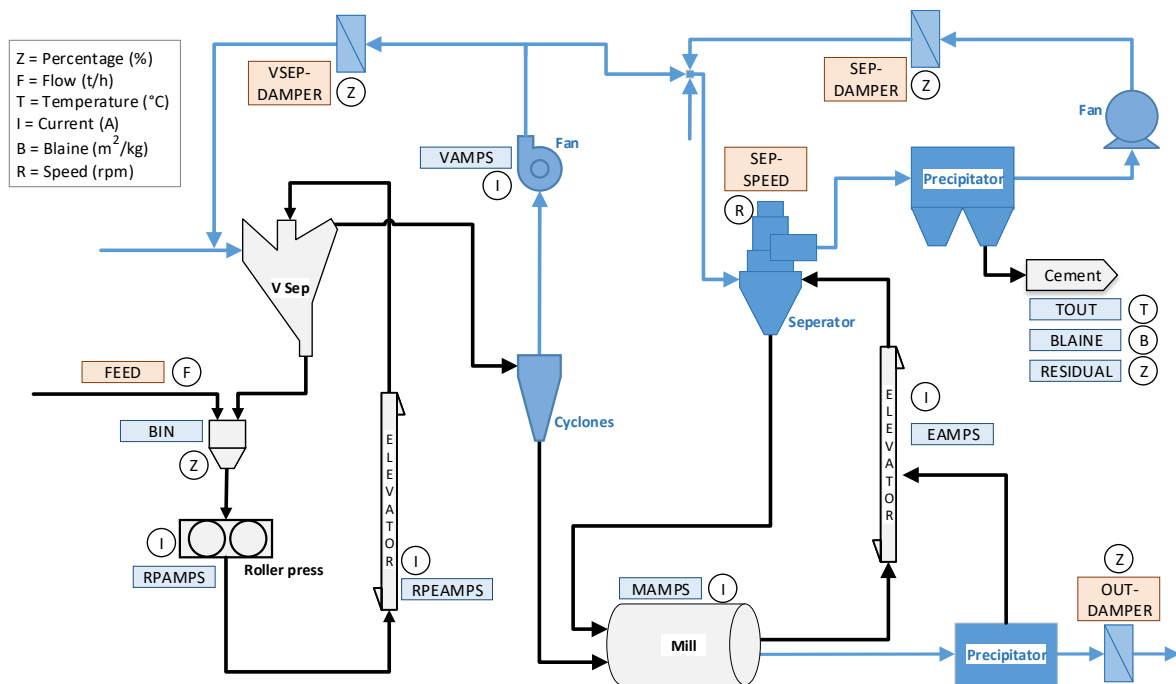 Z = Percentage (%)
F = Flow (t/h)
T = Temperature (°C)
I = Current (A)
B = Blaine (m²/kg)
R = Speed (rpm)
VSEP-
DAMPER
Z
SEP-
DAMPER
Z
Fan
Fan
VAMPS
I
SEP-
SPEED
R
Precipitator
V Sep
Cement
TOUT
T
BLAINE
B
RESIDUAL
Z
Seperator
FEED
F
BIN
Z
Cyclones
ELEVATOR
ELEVATOR
I
EAMPS
I
RPAMPS
Roller press
I
RPEAMPS
MAMPS
I
Mill
Z
OUT-
DAMPER
Precipitator